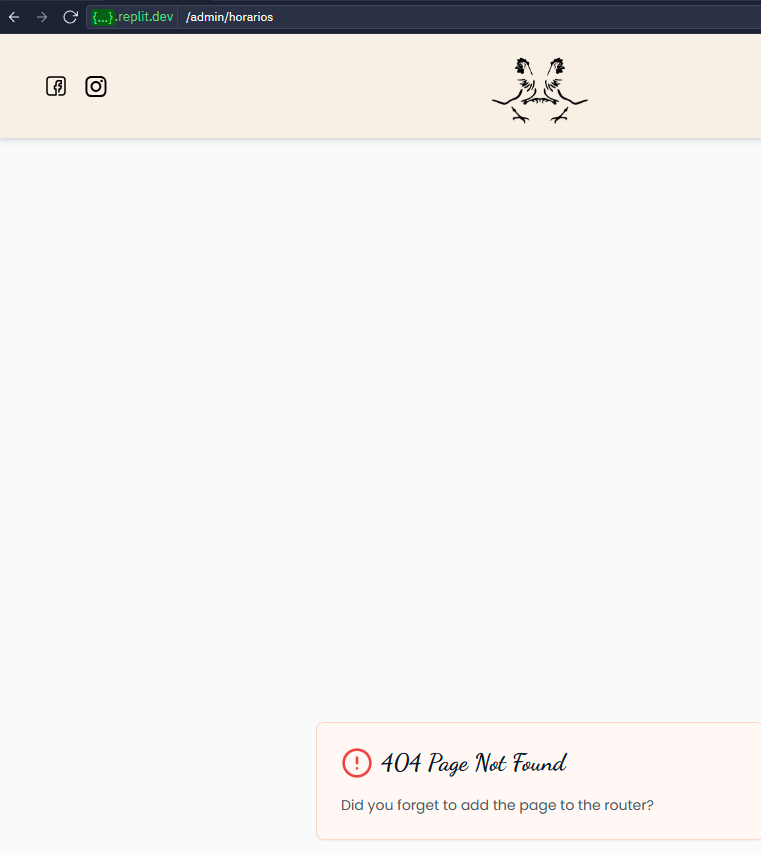 {...}.replit.dev /admin/horarios
404 Page Not Found
Did you forget to add the page to the router?